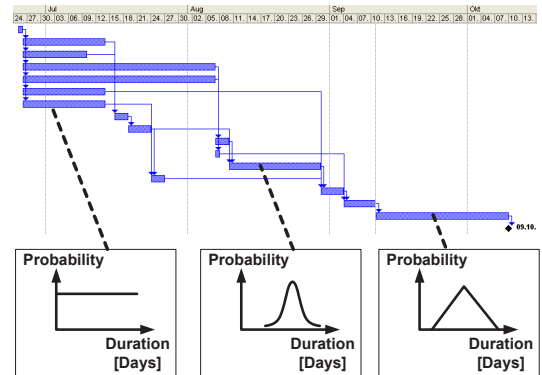 Jul Aug Sep Okt
24. 27. 30. 03. 06. 09. 12. 15. 18. 21. 24. 27. 30. 02. 05. 08. 11. 14. 17. 20. 23. 26. 29. 01. 04. 07. 10. 13. 16. 19. 22. 25. 28. 01. 04. 07. 10. 13.
09.10.
Probability Probability Probability
Duration Duration Duration
[Days] [Days] [Days]